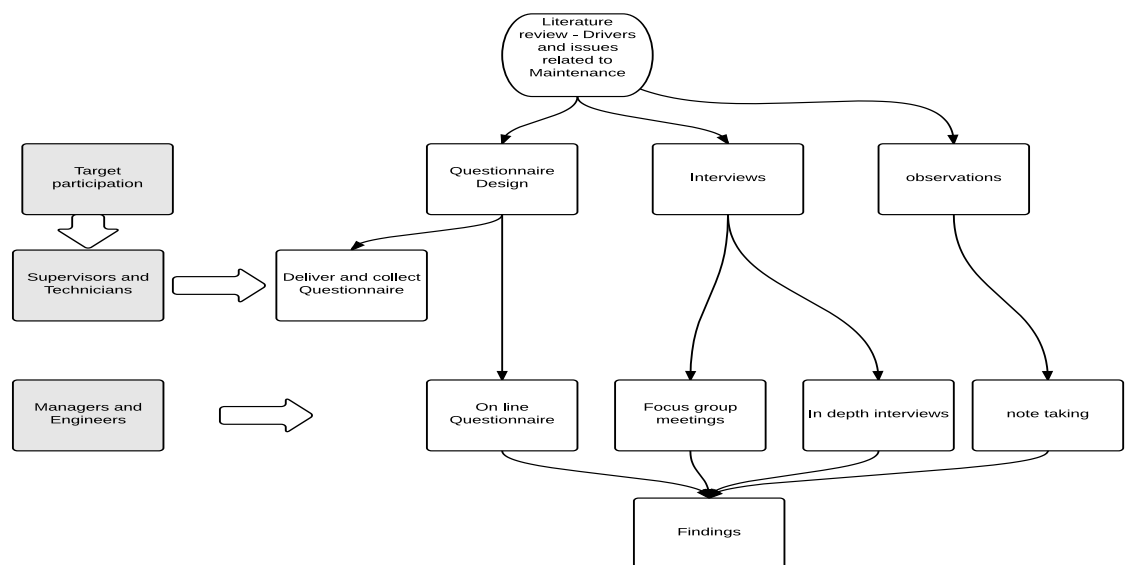 Literature
review - Drivers
and issues
related to
Maintenance
Target
participation
Questionnaire
Design
Interviews
observations
Supervisors and
Technicians
Deliver and collect
Questionnaire
Managers and
Engineers
On line
Questionnaire
Focus group
meetings
In depth interviews
note taking
Findings